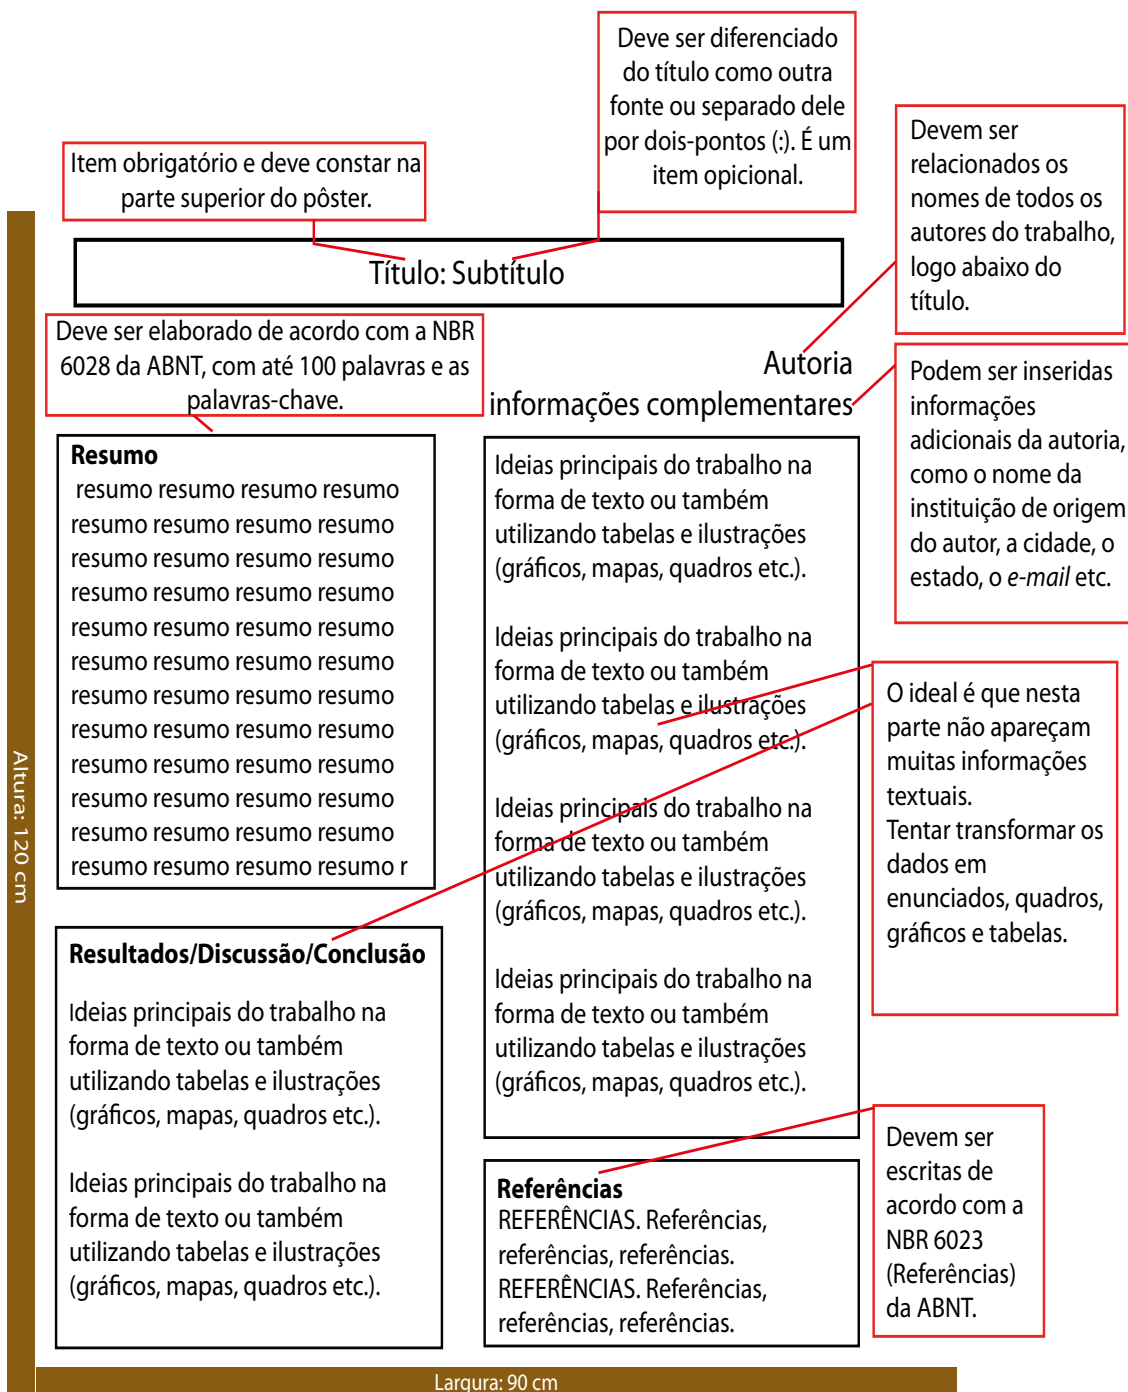 Deve ser diferenciado
do título como outra
fonte ou separado dele
por dois-pontos (:). É um
item opicional.
Item obrigatório e deve constar na
parte superior do pôster.
Devem ser
relacionados os
nomes de todos os
autores do trabalho,
logo abaixo do
título.
Título: Subtítulo
Deve ser elaborado de acordo com a NBR
6028 da ABNT, com até 100 palavras e as
palavras-chave.
Autoria
informações complementares
Podem ser inseridas
informações
adicionais da autoria,
como o nome da
instituição de origem
do autor, a cidade, o
estado, o e-mail etc.
Resumo
resumo resumo resumo resumo
resumo resumo resumo resumo
resumo resumo resumo resumo
resumo resumo resumo resumo
resumo resumo resumo resumo
resumo resumo resumo resumo
resumo resumo resumo resumo
resumo resumo resumo resumo
resumo resumo resumo resumo
resumo resumo resumo resumo
resumo resumo resumo resumo
resumo resumo resumo resumo r
Resultados/Discussão/Conclusão
Ideias principais do trabalho na
forma de texto ou também
utilizando tabelas e ilustrações
(gráficos, mapas, quadros etc.).
Ideias principais do trabalho na
forma de texto ou também
utilizando tabelas e ilustrações
(gráficos, mapas, quadros etc.).
Ideias principais do trabalho na
forma de texto ou também
utilizando tabelas e ilustrações
(gráficos, mapas, quadros etc.).
Ideias principais do trabalho na
forma de texto ou também
utilizando tabelas e ilustrações
(gráficos, mapas, quadros etc.).
Ideias principais do trabalho na
forma de texto ou também
utilizando tabelas e ilustrações
(gráficos, mapas, quadros etc.).
Ideias principais do trabalho na
forma de texto ou também
utilizando tabelas e ilustrações
(gráficos, mapas, quadros etc.).
O ideal é que nesta
parte não apareçam
muitas informações
textuais.
Tentar transformar os
dados em
enunciados, quadros,
gráficos e tabelas.
Referências
REFERÊNCIAS. Referências,
referências, referências.
REFERÊNCIAS. Referências,
referências, referências.
Devem ser
escritas de
acordo com a
NBR 6023
(Referências)
da ABNT.
Altura: 120 cm
Largura: 90 cm